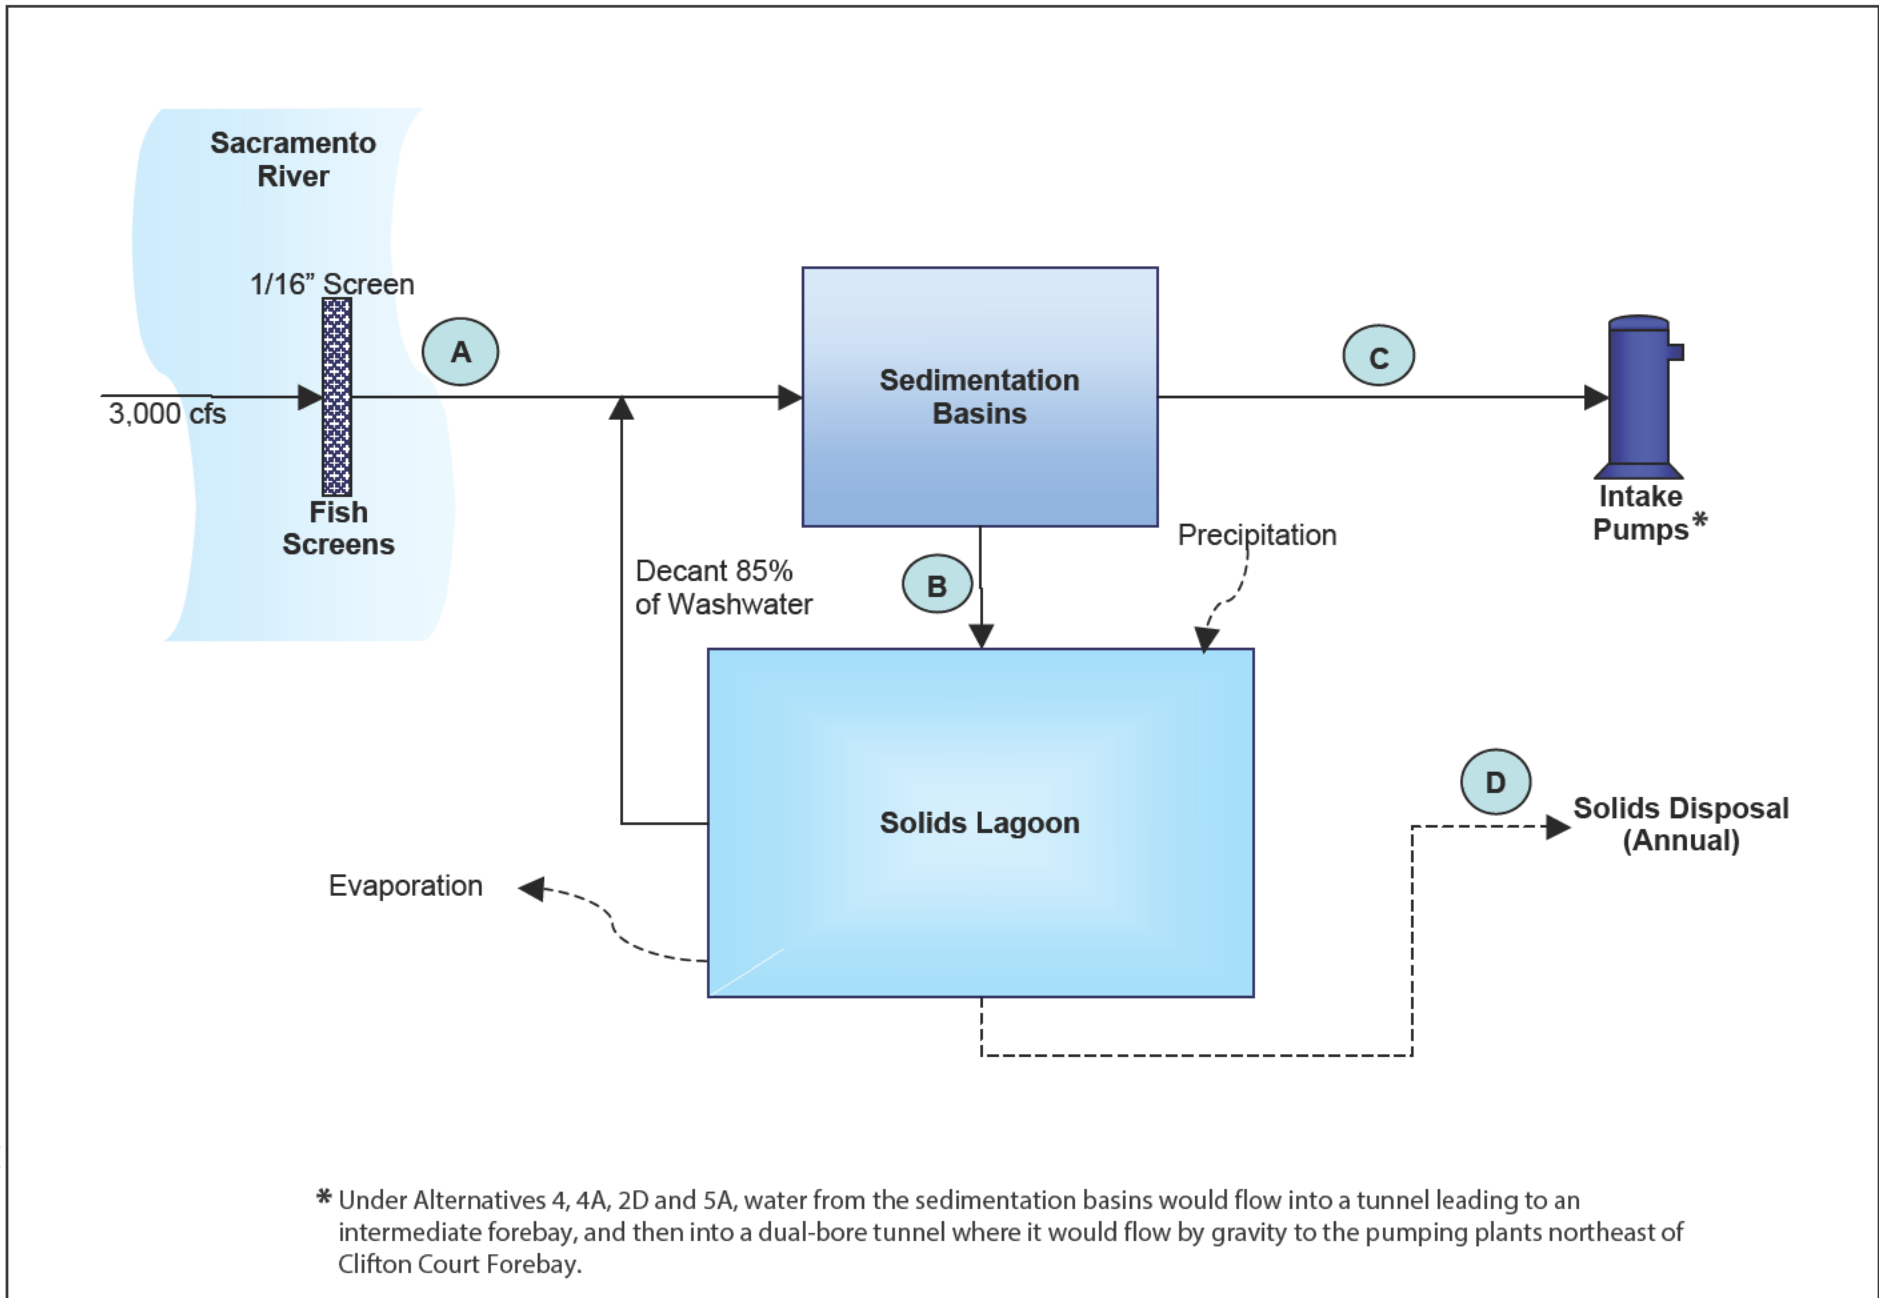 Sacramento
River
1/16” Screen
A
C
3,000 cfs
Sedimentation
Basins
Fish
Screens
Intake
Pumps*
Precipitation
Decant 85%
of Washwater
B
D
Solids Disposal
(Annual)
Solids Lagoon
Evaporation
* Under Alternatives 4, 4A, 2D and 5A, water from the sedimentation basins would flow into a tunnel leading to an
intermediate forebay, and then into a dual-bore tunnel where it would flow by gravity to the pumping plants northeast of
Clifton Court Forebay.